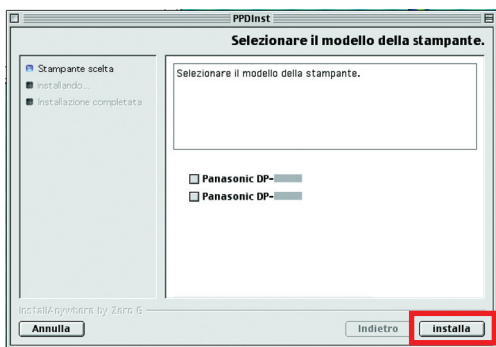 PPDInst
Selezionare il modello della stampante.
Stampante scelta
Installando...
Installazione completata
Selezionare il modello della stampante.
Panasonic DP-
Panasonic DP-
InstallAnywhere by Zero G
Annulla
Indietro
installa